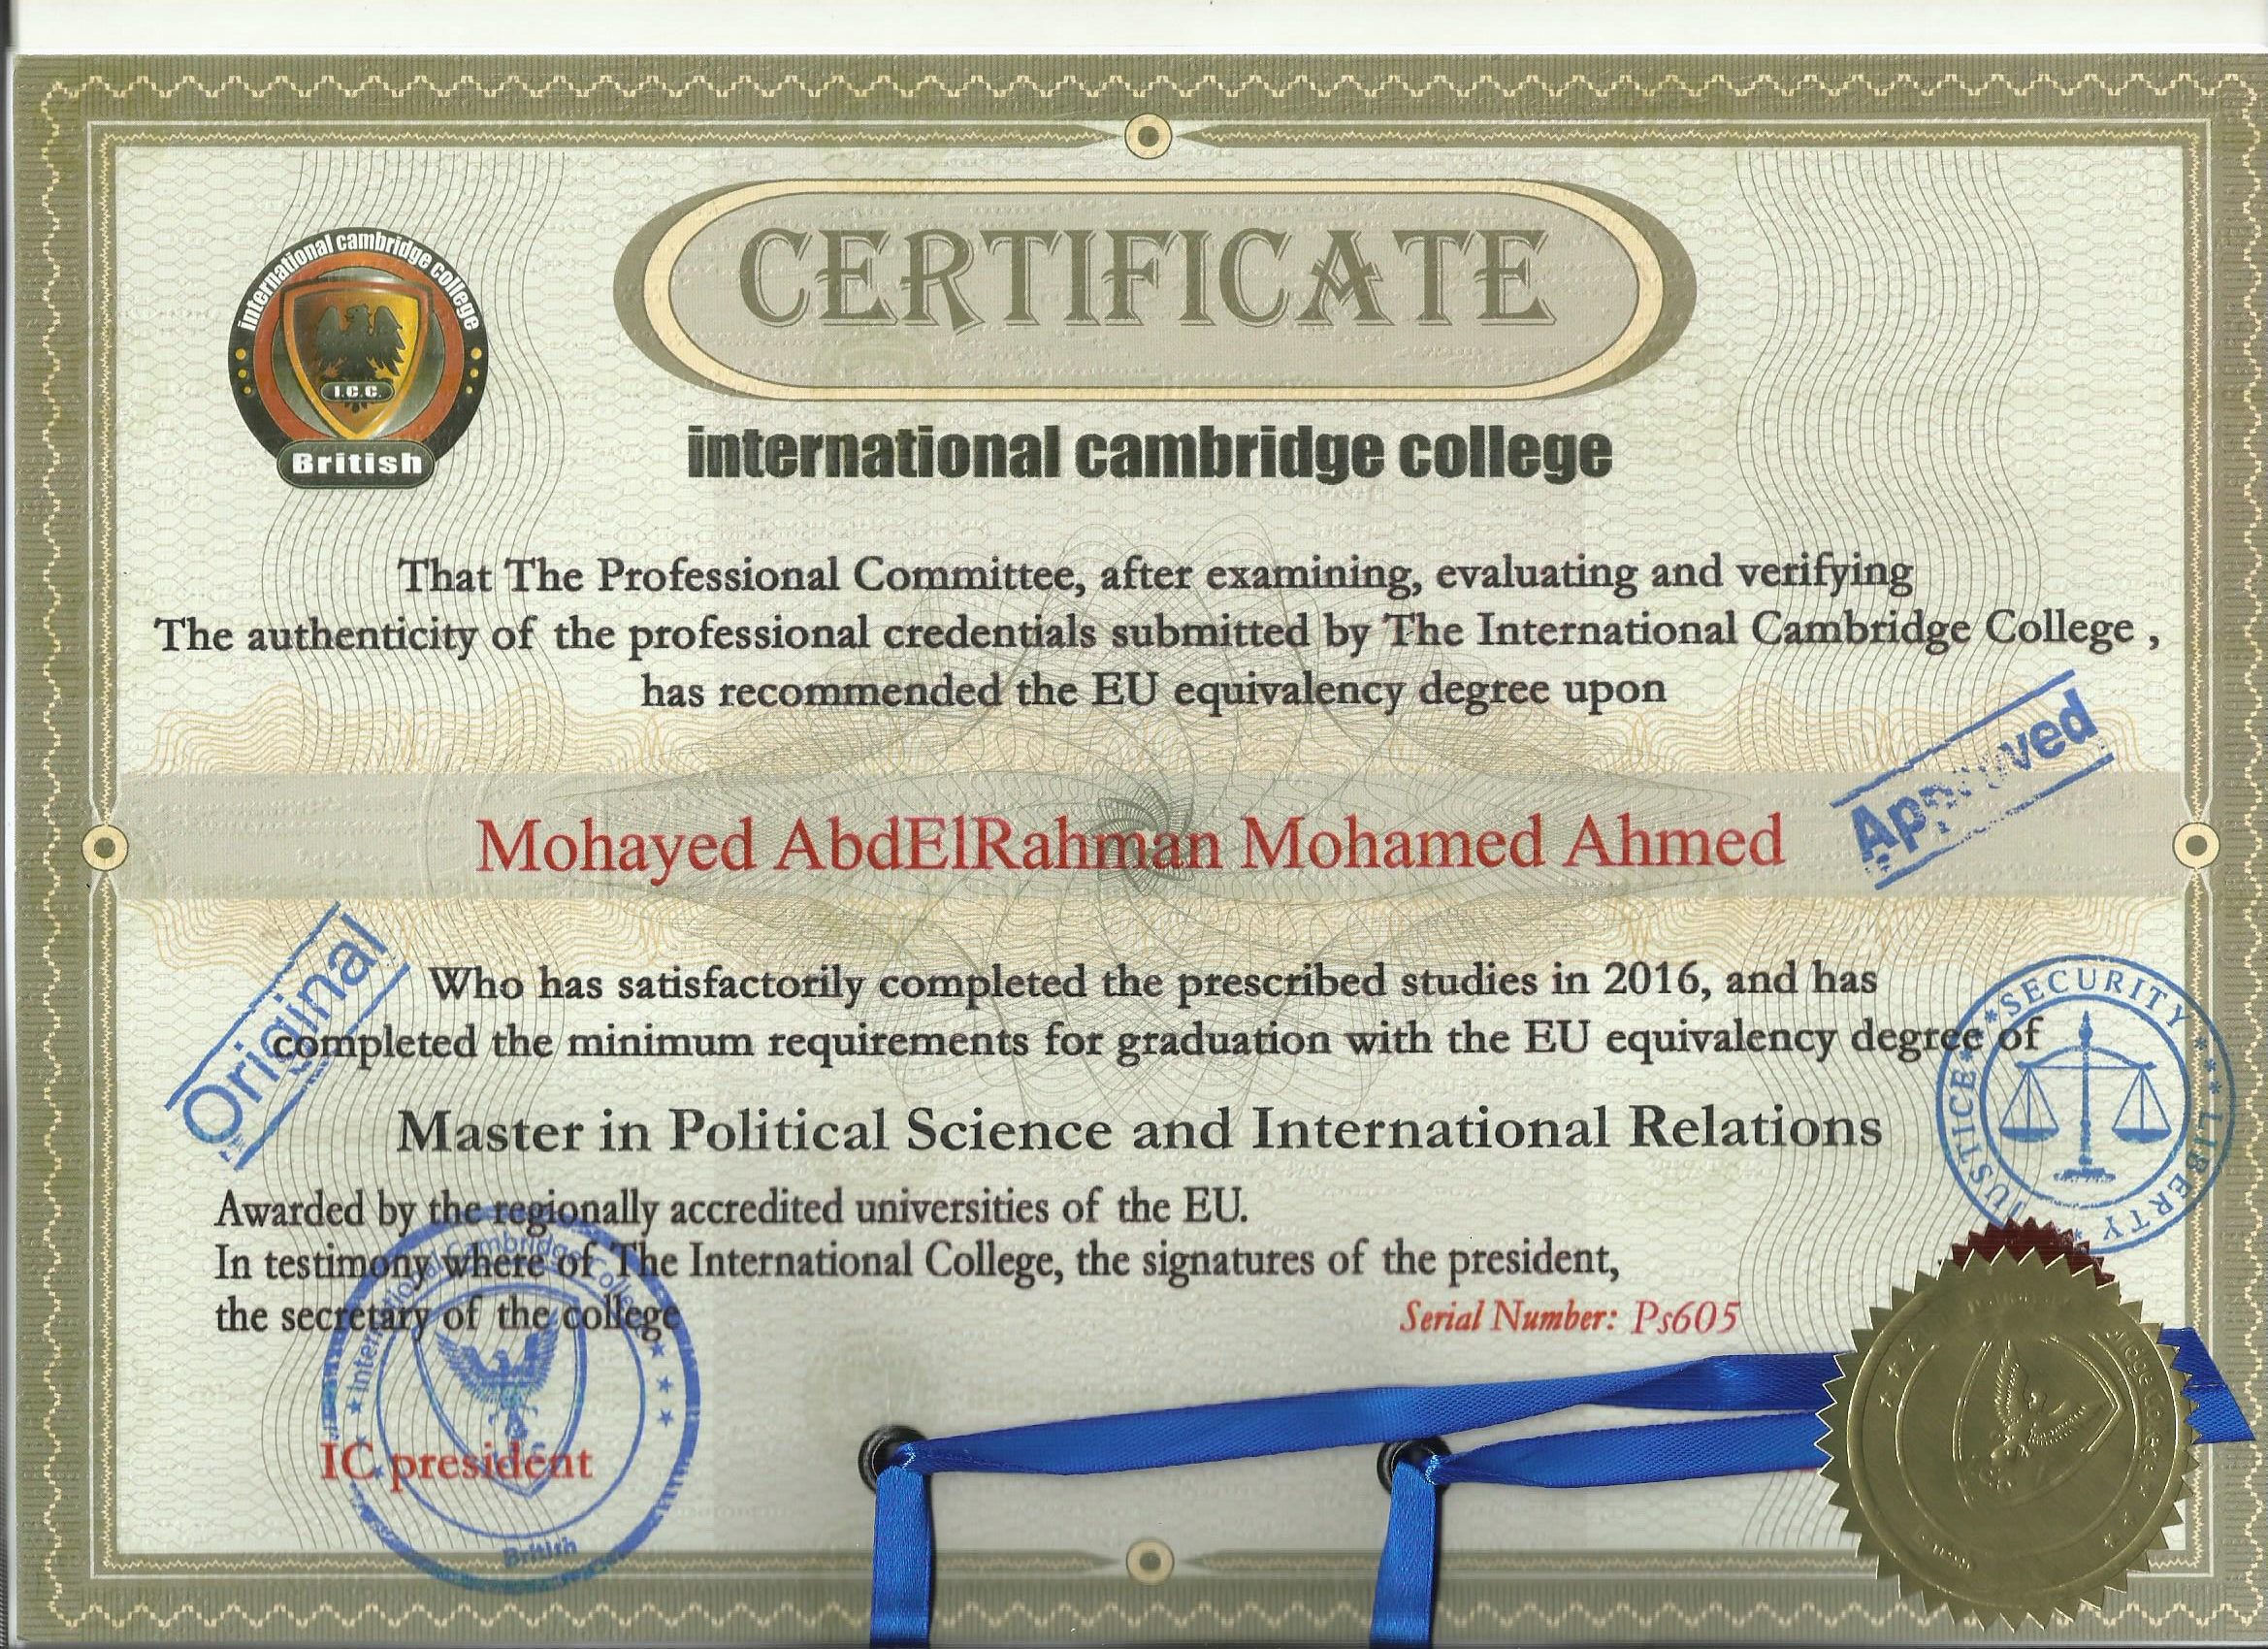 international cambridge college
I.C.C.
British
CERTIFICATE
international cambridge college
That The Professional Committee, after examining, evaluating and verifying
The authenticity of the professional credentials submitted by The International Cambridge College ,
has recommended the EU equivalency degree upon
Approved
Mohayed AbdElRahman Mohamed Ahmed
Original
Who has satisfactorily completed the prescribed studies in 2016, and has
completed the minimum requirements for graduation with the EU equivalency degree of
*SECURITY*** LIBERTY * JUSTICE*
Master in Political Science and International Relations
Awarded by the regionally accredited universities of the EU.
In testimony where of The International College, the signatures of the president,
the secretary of the college
Serial Number: Ps605
International Cambridge College
IC president
British